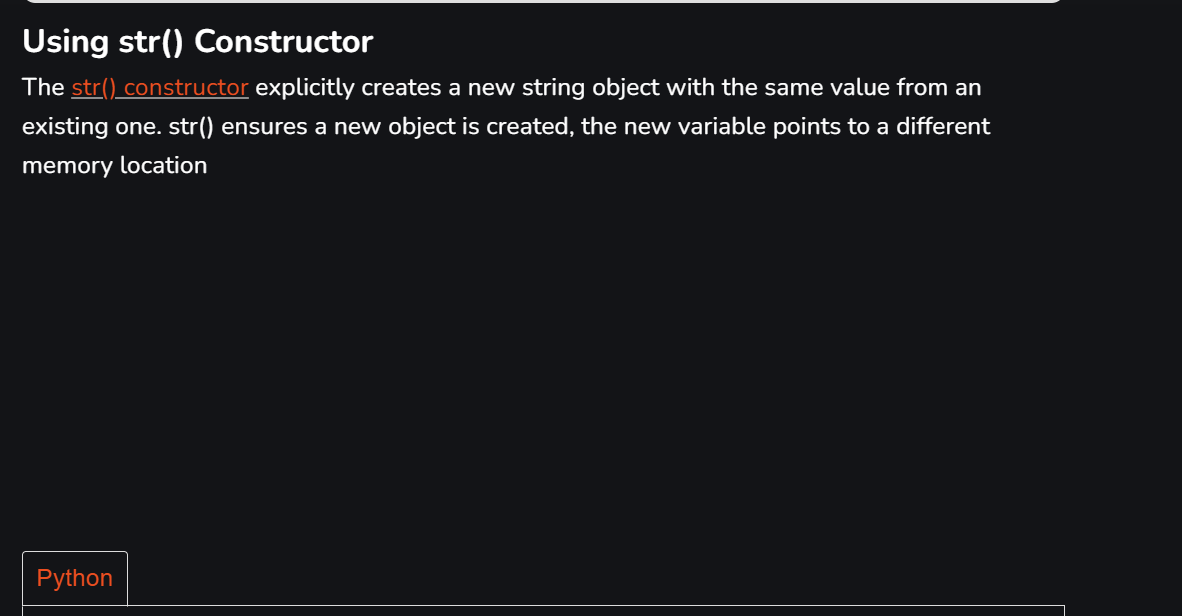 Using str() Constructor
The str() constructor explicitly creates a new string object with the same value from an
existing one. str() ensures a new object is created, the new variable points to a different
memory location
Python